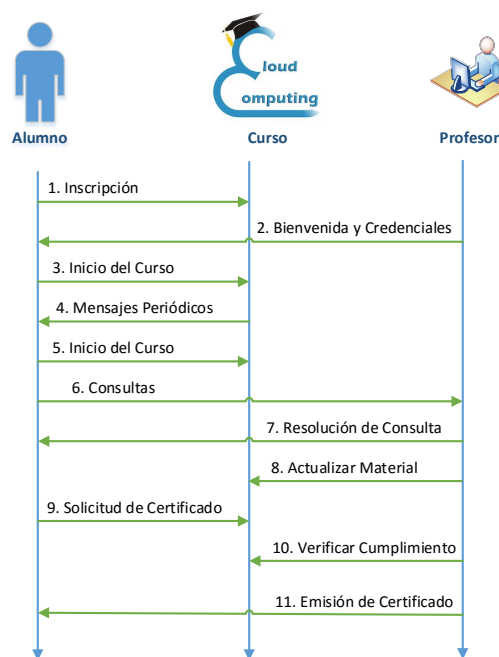 Cloud
Computing
Alumno
Curso
Profesor
1. Inscripción
2. Bienvenida y Credenciales
3. Inicio del Curso
4. Mensajes Periódicos
5. Inicio del Curso
6. Consultas
7. Resolución de Consulta
8. Actualizar Material
9. Solicitud de Certificado
10. Verificar Cumplimiento
11. Emisión de Certificado